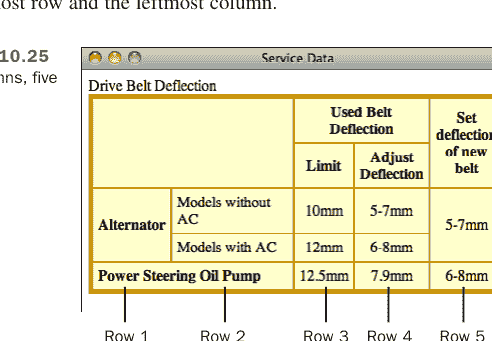 ost row and the leftmost column.
10.25
nns, five
Service Data
Drive Belt Deflection
Used Belt
Deflection
Set
deflection
of new
belt
Limit
Adjust
Deflection
Alternator
Models without
AC
10mm
5-7mm
5-7mm
Models with AC
12mm
6-8mm
Power Steering Oil Pump
12.5mm
7.9mm
6-8mm
Row 1
Row 2
Row 3
Row 4
Row 5